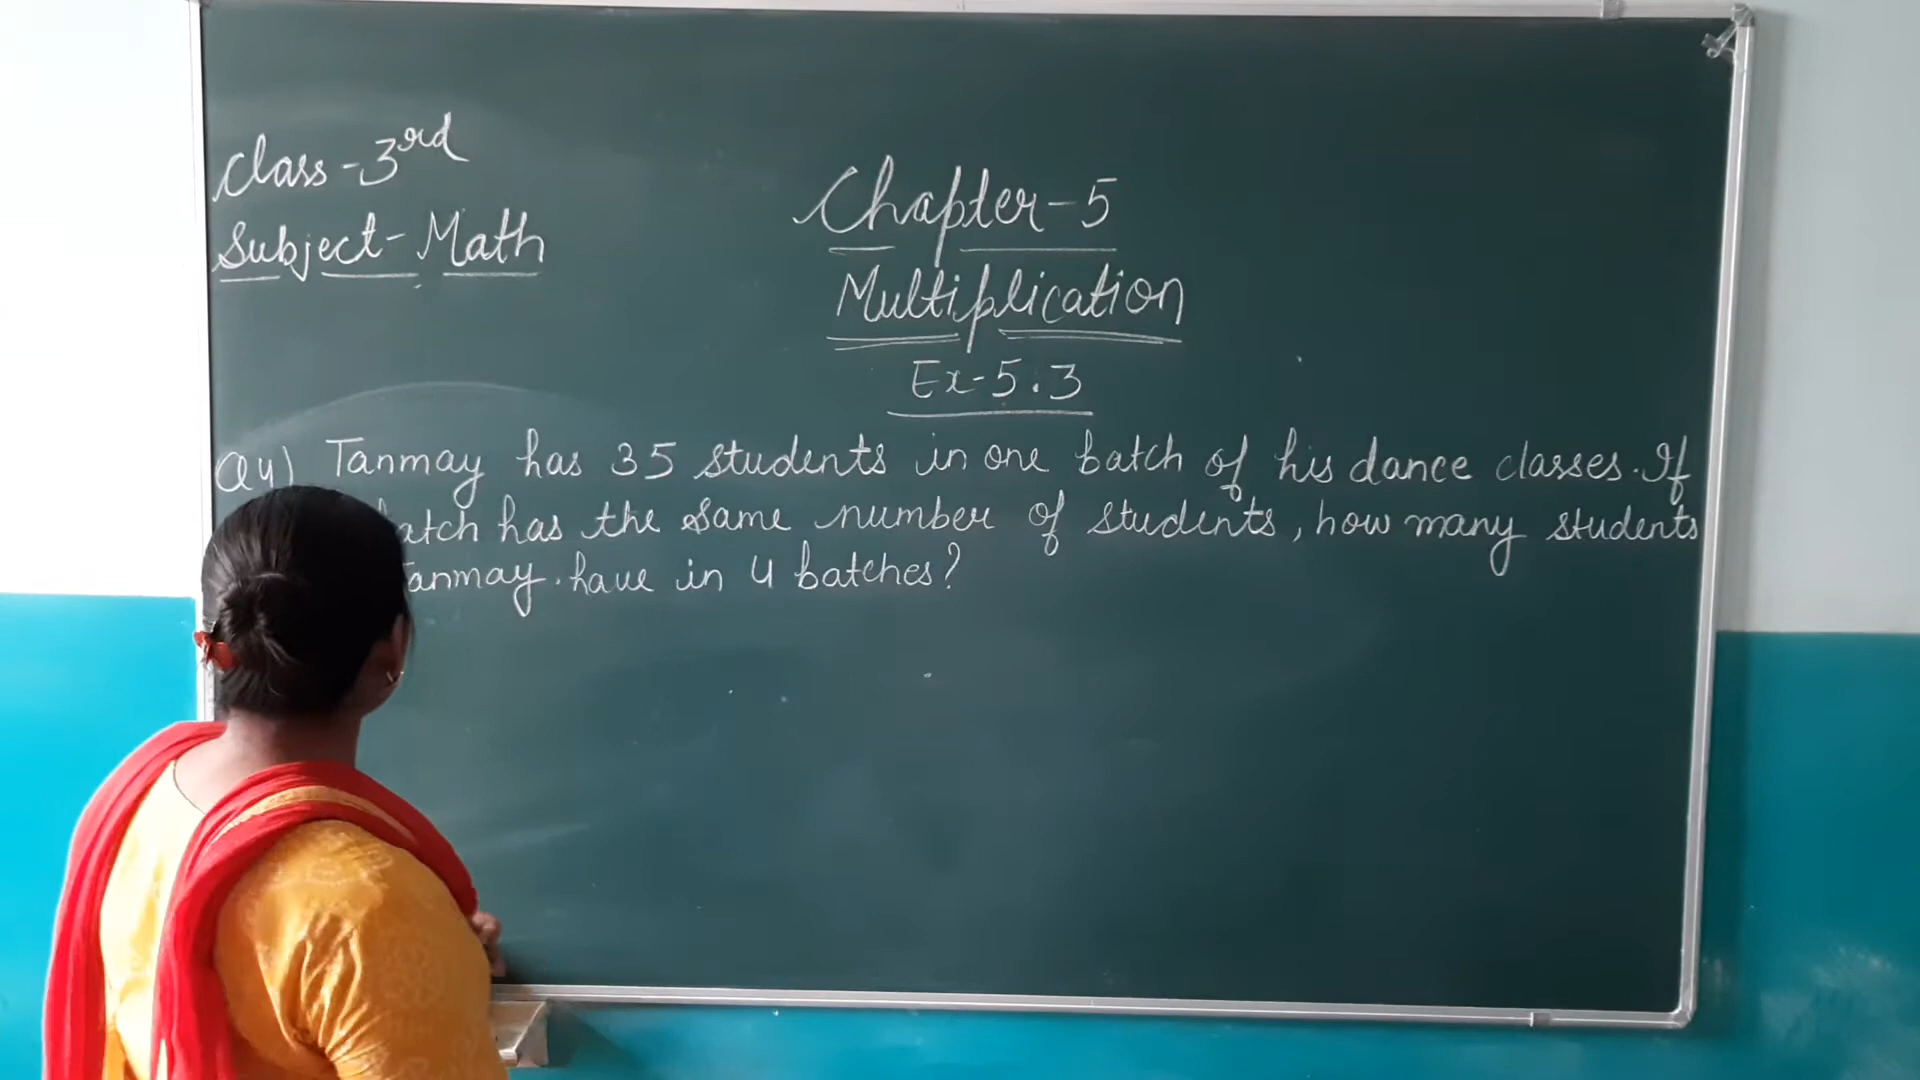 Class-3rd
Subject-Math
Chapter-5
Multiplication
Ex-5.3
Q4) Tanmay has 35 students in one batch of his dance classes. If
batch has the same number of students, how many students
Tanmay have in 4 batches?